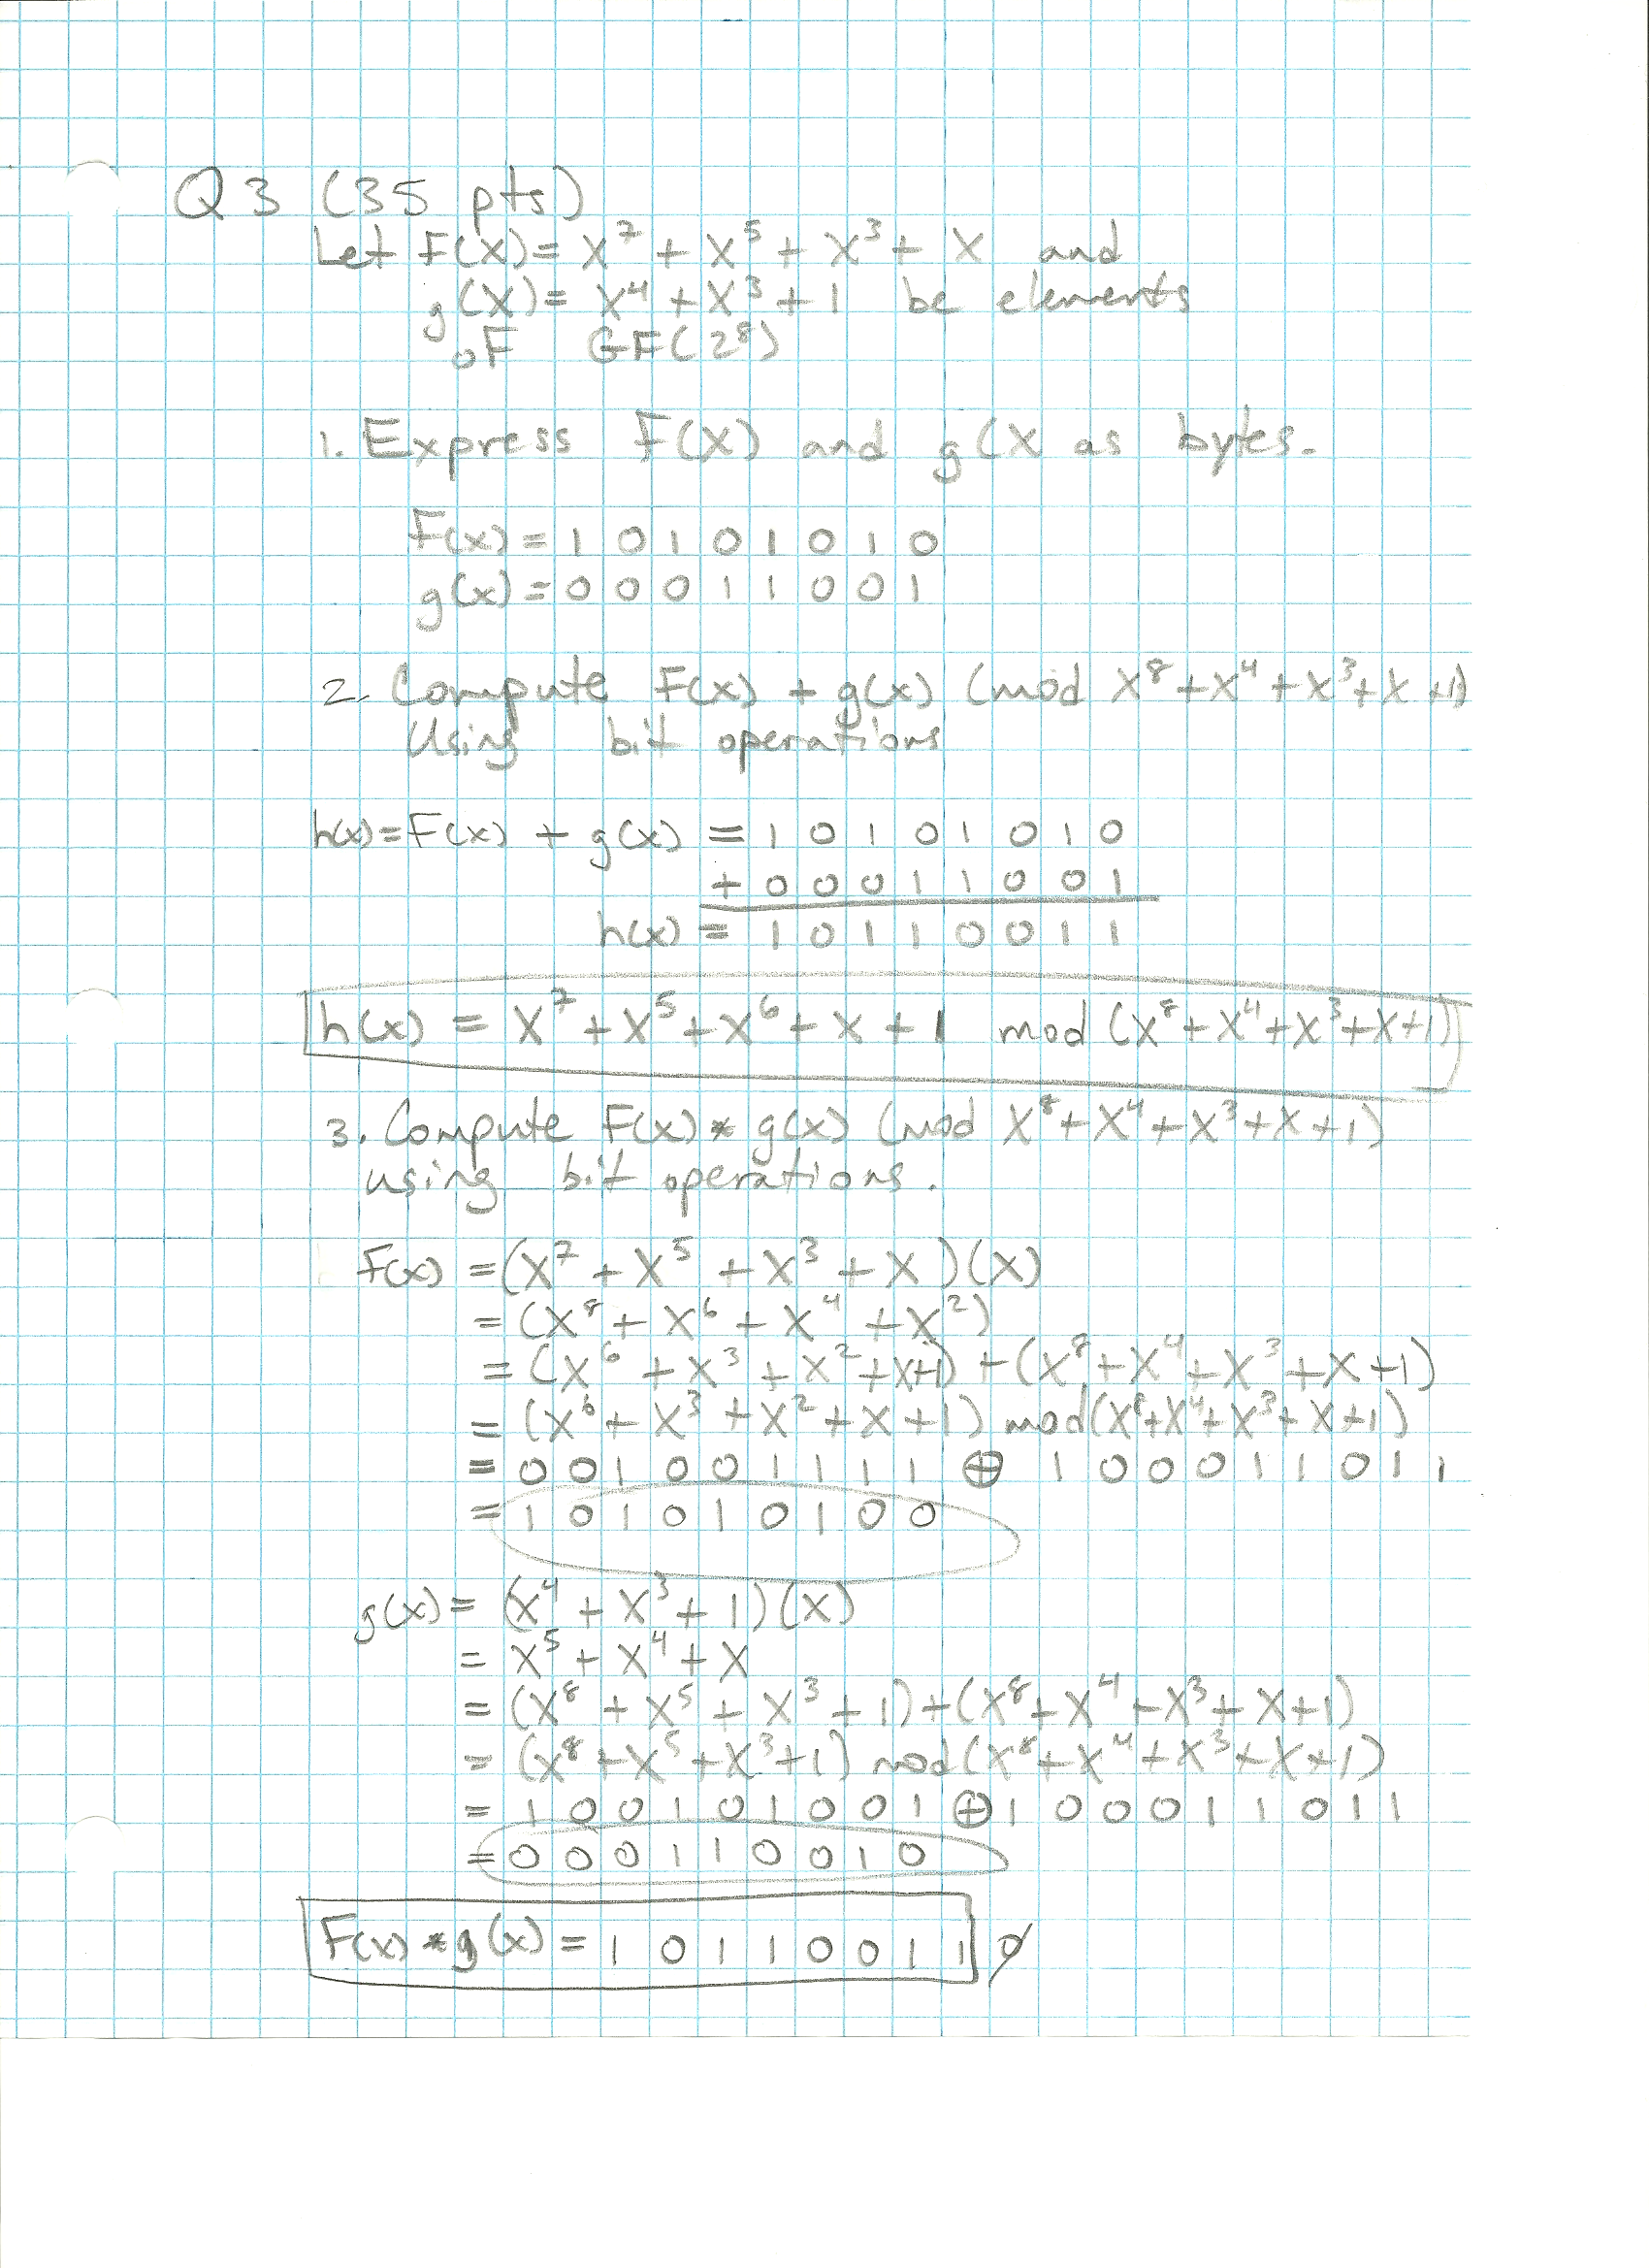 Q3 (35 pts)
Let F(x) = x^7 + x^5 + x^3 + x and
g(x) = x^4 + x^3 + 1 be elements
of GF(2^8)
1. Express F(x) and g(x as bytes.
F(x) = 1 0 1 0 1 0 1 0
g(x) = 0 0 0 1 1 0 0 1
2. Compute F(x) + g(x) (mod x^8 + x^4 + x^3 + x + 1)
Using bit operations
h(x) = F(x) + g(x) = 1 0 1 0 1 0 1 0
+ 0 0 0 1 1 0 0 1
h(x) = 1 0 1 1 0 0 1 1
h(x) = x^7 + x^5 + x^6 + x + 1 mod (x^8 + x^4 + x^3 + x + 1)
3. Compute F(x) * g(x) (mod x^8 + x^4 + x^3 + x + 1)
using bit operations.
F(x) = (x^7 + x^5 + x^3 + x)(x)
= (x^8 + x^6 + x^4 + x^2)
= (x^6 + x^3 + x^2 + x+1) + (x^8 + x^4 + x^3 + x + 1)
= (x^6 + x^3 + x^2 + x + 1) mod (x^8 + x^4 + x^3 + x + 1)
= 0 0 1 0 0 1 1 1 1 ⊕ 1 0 0 0 1 1 0 1 1
= 1 0 1 0 1 0 1 0 0
g(x) = (x^4 + x^3 + 1)(x)
= x^5 + x^4 + x
= (x^8 + x^5 + x^3 + 1) + (x^8 + x^4 + x^3 + x + 1)
= (x^8 + x^5 + x^3 + 1) mod (x^8 + x^4 + x^3 + x + 1)
= 1 0 0 1 0 1 0 0 1 ⊕ 1 0 0 0 1 1 0 1 1
= 0 0 0 1 1 0 0 1 0
F(x) * g(x) = 1 0 1 1 0 0 1 1